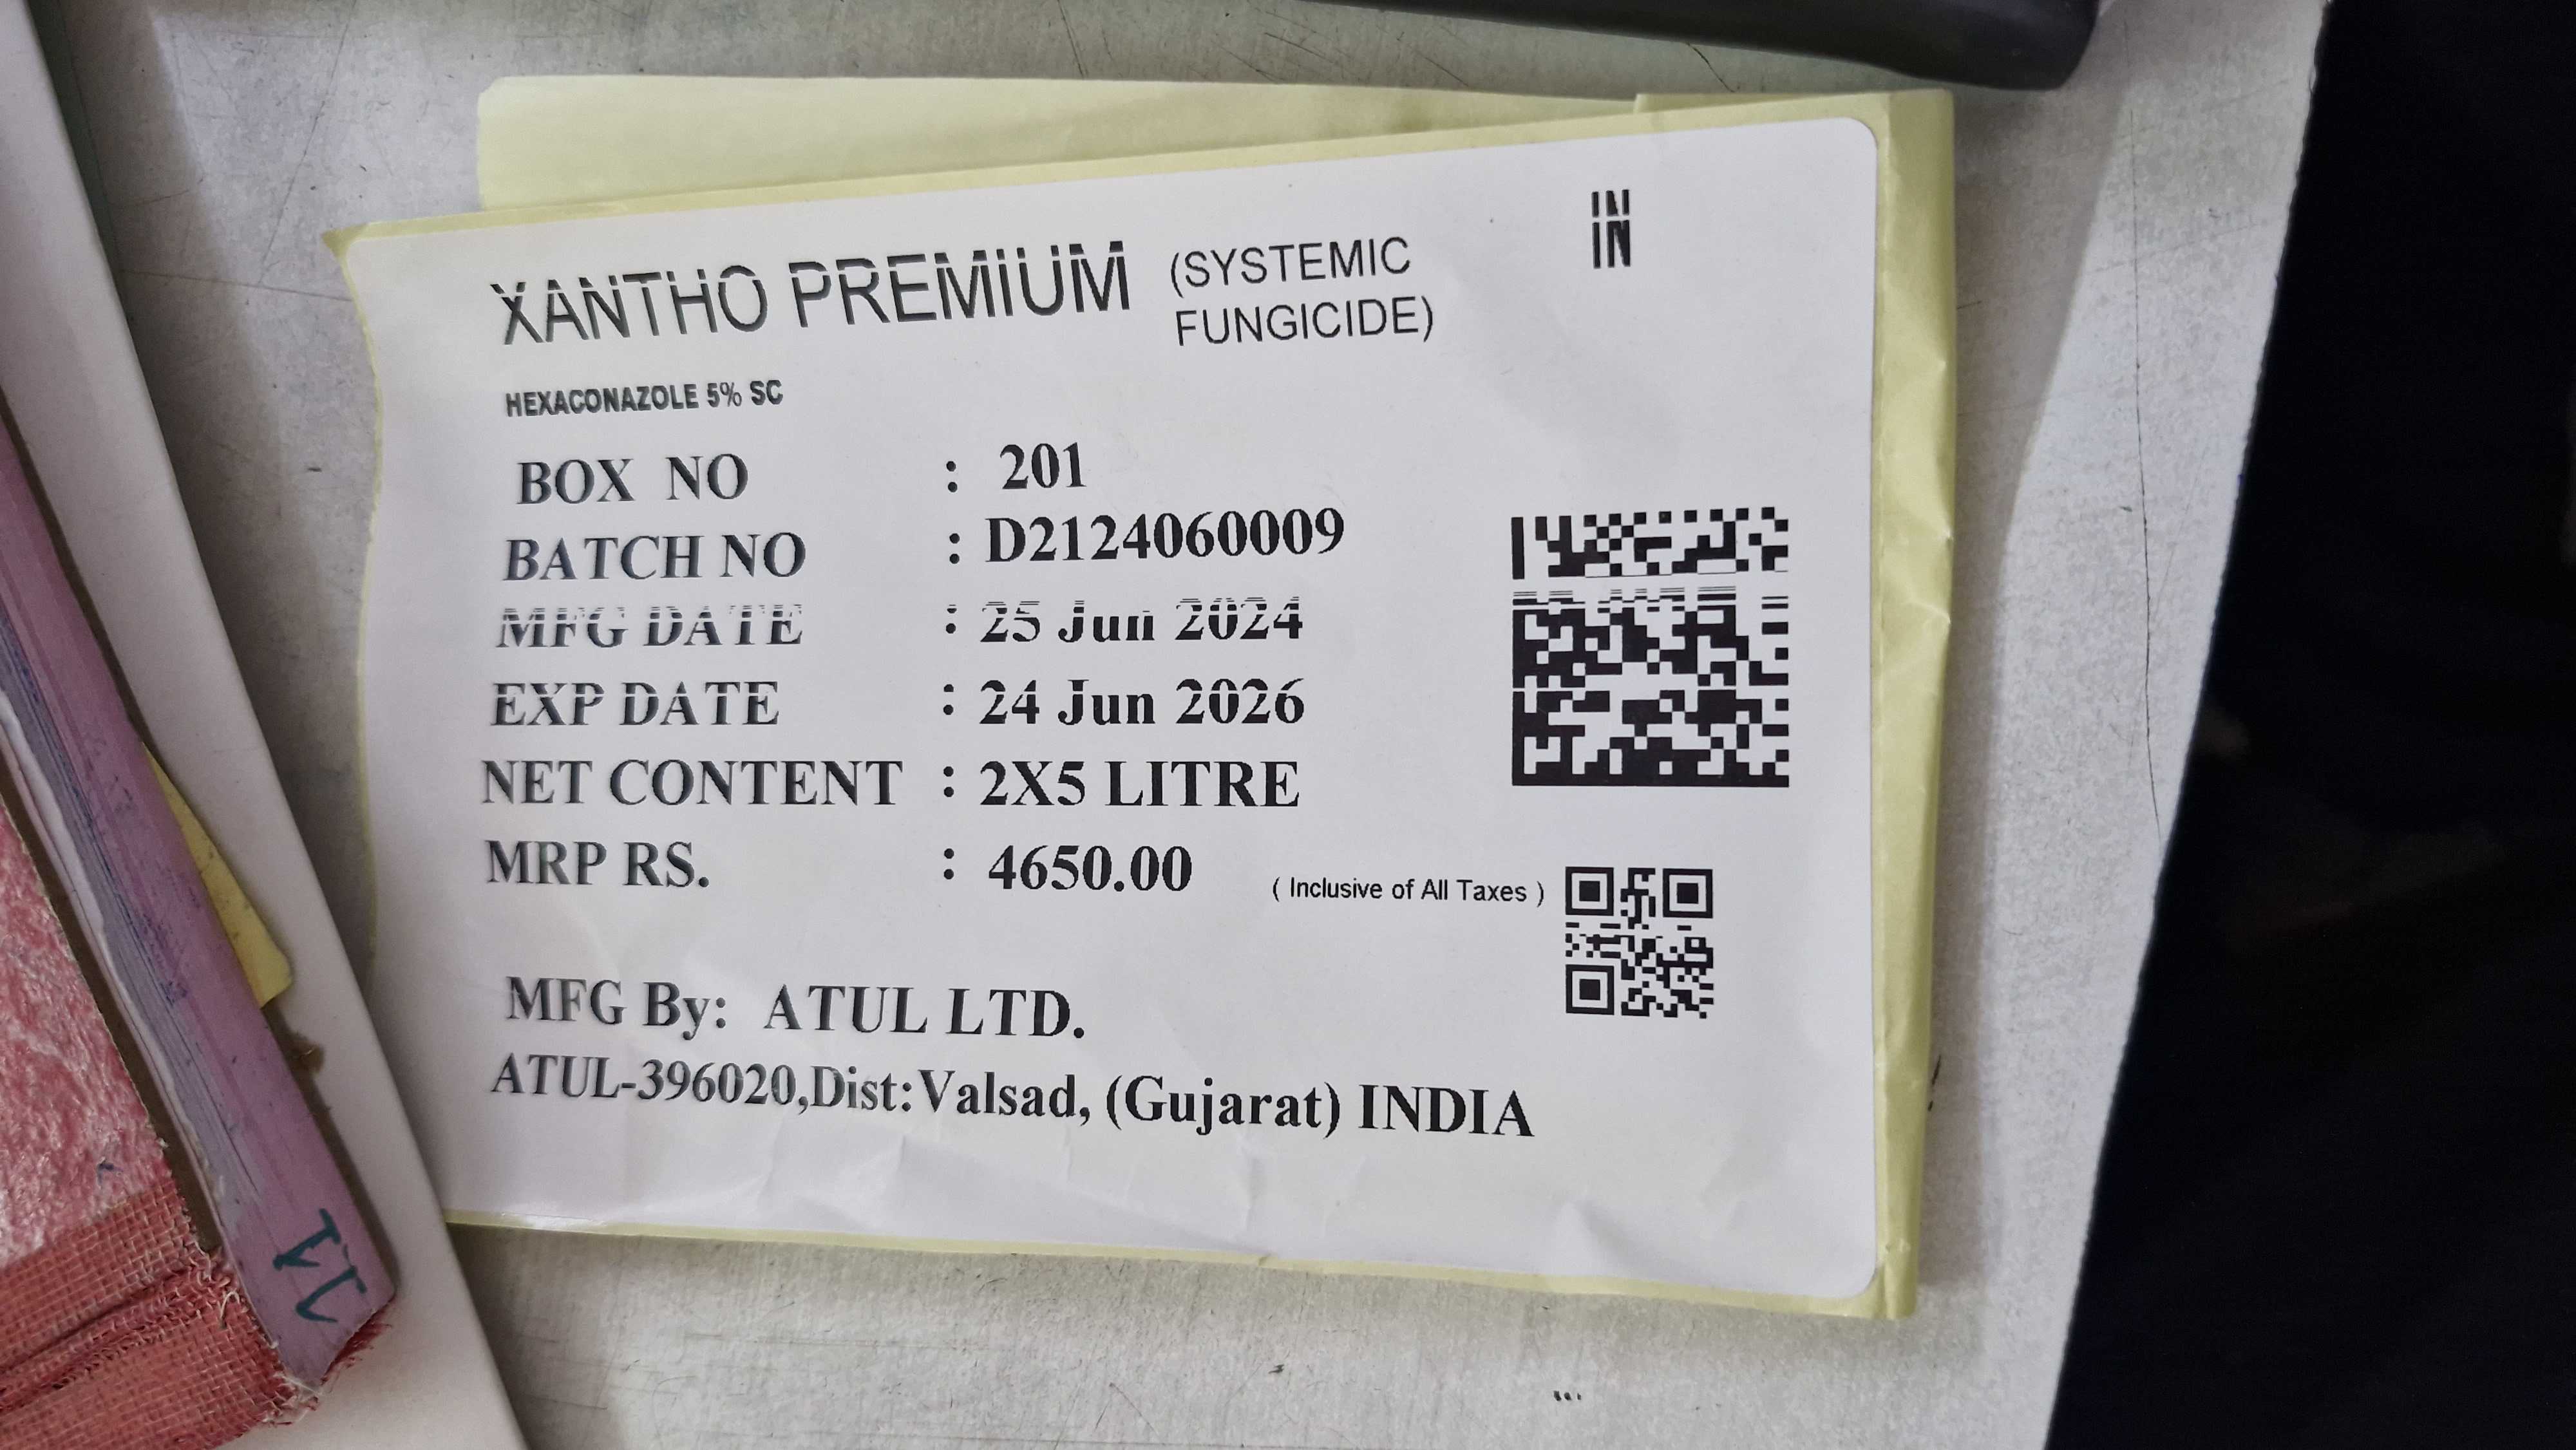 IN
XANTHO PREMIUM (SYSTEMIC
FUNGICIDE)
HEXACONAZOLE 5% SC
BOX NO : 201
BATCH NO : D2124060009
MFG DATE : 25 Jun 2024
EXP DATE : 24 Jun 2026
NET CONTENT : 2X5 LITRE
MRP RS. : 4650.00 ( Inclusive of All Taxes )
MFG By: ATUL LTD.
ATUL-396020,Dist:Valsad, (Gujarat) INDIA